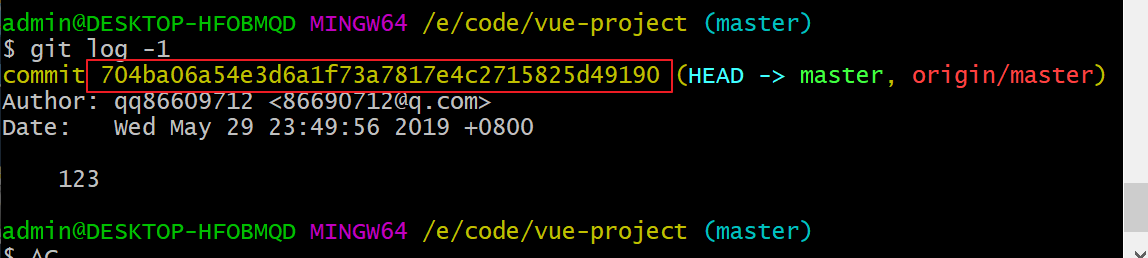 admin@DESKTOP-HFOBMQD MINGW64 /e/code/vue-project (master)
$ git log -1
commit 704ba06a54e3d6a1f73a7817e4c2715825d49190 (HEAD -> master, origin/master)
Author: qq86609712 <86690712@q.com>
Date:   Wed May 29 23:49:56 2019 +0800
123
admin@DESKTOP-HFOBMQD MINGW64 /e/code/vue-project (master)
$ ^C